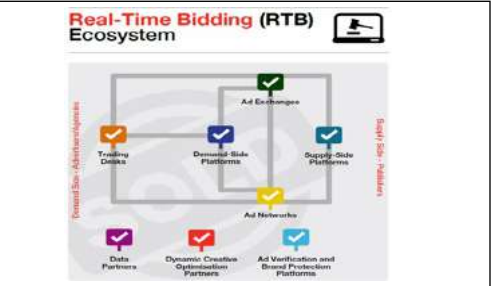 Real-Time Bidding (RTB)
Ecosystem
Ad Exchanges
Demand Side - Advertisers/Agencies
Supply Side - Publishers
Trading
Desks
Demand-Side
Platforms
Supply-Side
Platforms
Ad Networks
Data
Partners
Dynamic Creative
Optimisation
Partners
Ad Verification and
Brand Protection
Platforms